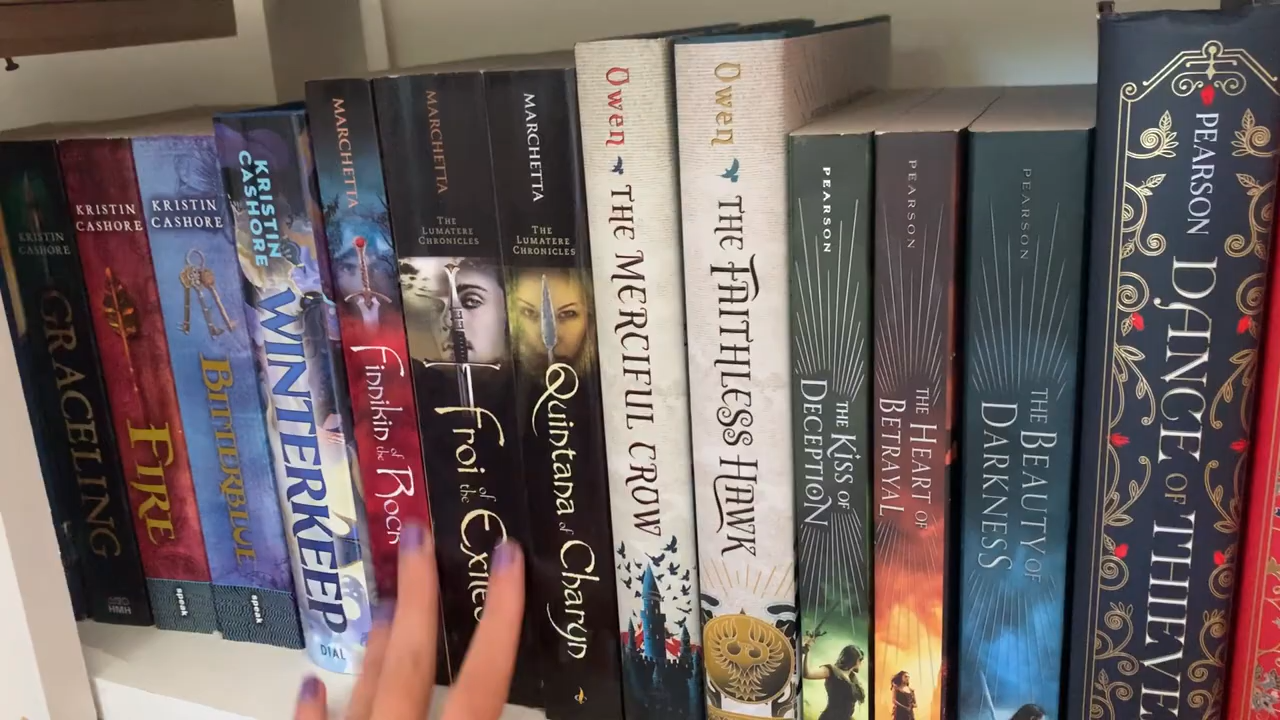 KRISTIN
CASHORE
GRACELING
HMH
KRISTIN
CASHORE
FIRE
speak
KRISTIN
CASHORE
BITTERBLUE
speak
KRISTIN
CASHORE
WINTERKEEP
DIAL
MARCHETTA
Finnikin of the Rock
MARCHETTA
THE
LUMATERE
CHRONICLES
Froi of the Exiles
MARCHETTA
THE
LUMATERE
CHRONICLES
Quintana of Charyn
Owen
THE MERCIFUL CROW
Owen
THE FAITHLESS HAWK
PEARSON
THE KISS OF
DECEPTION
PEARSON
THE HEART OF
BETRAYAL
PEARSON
THE BEAUTY OF
DARKNESS
PEARSON
DANCE OF THIEVE